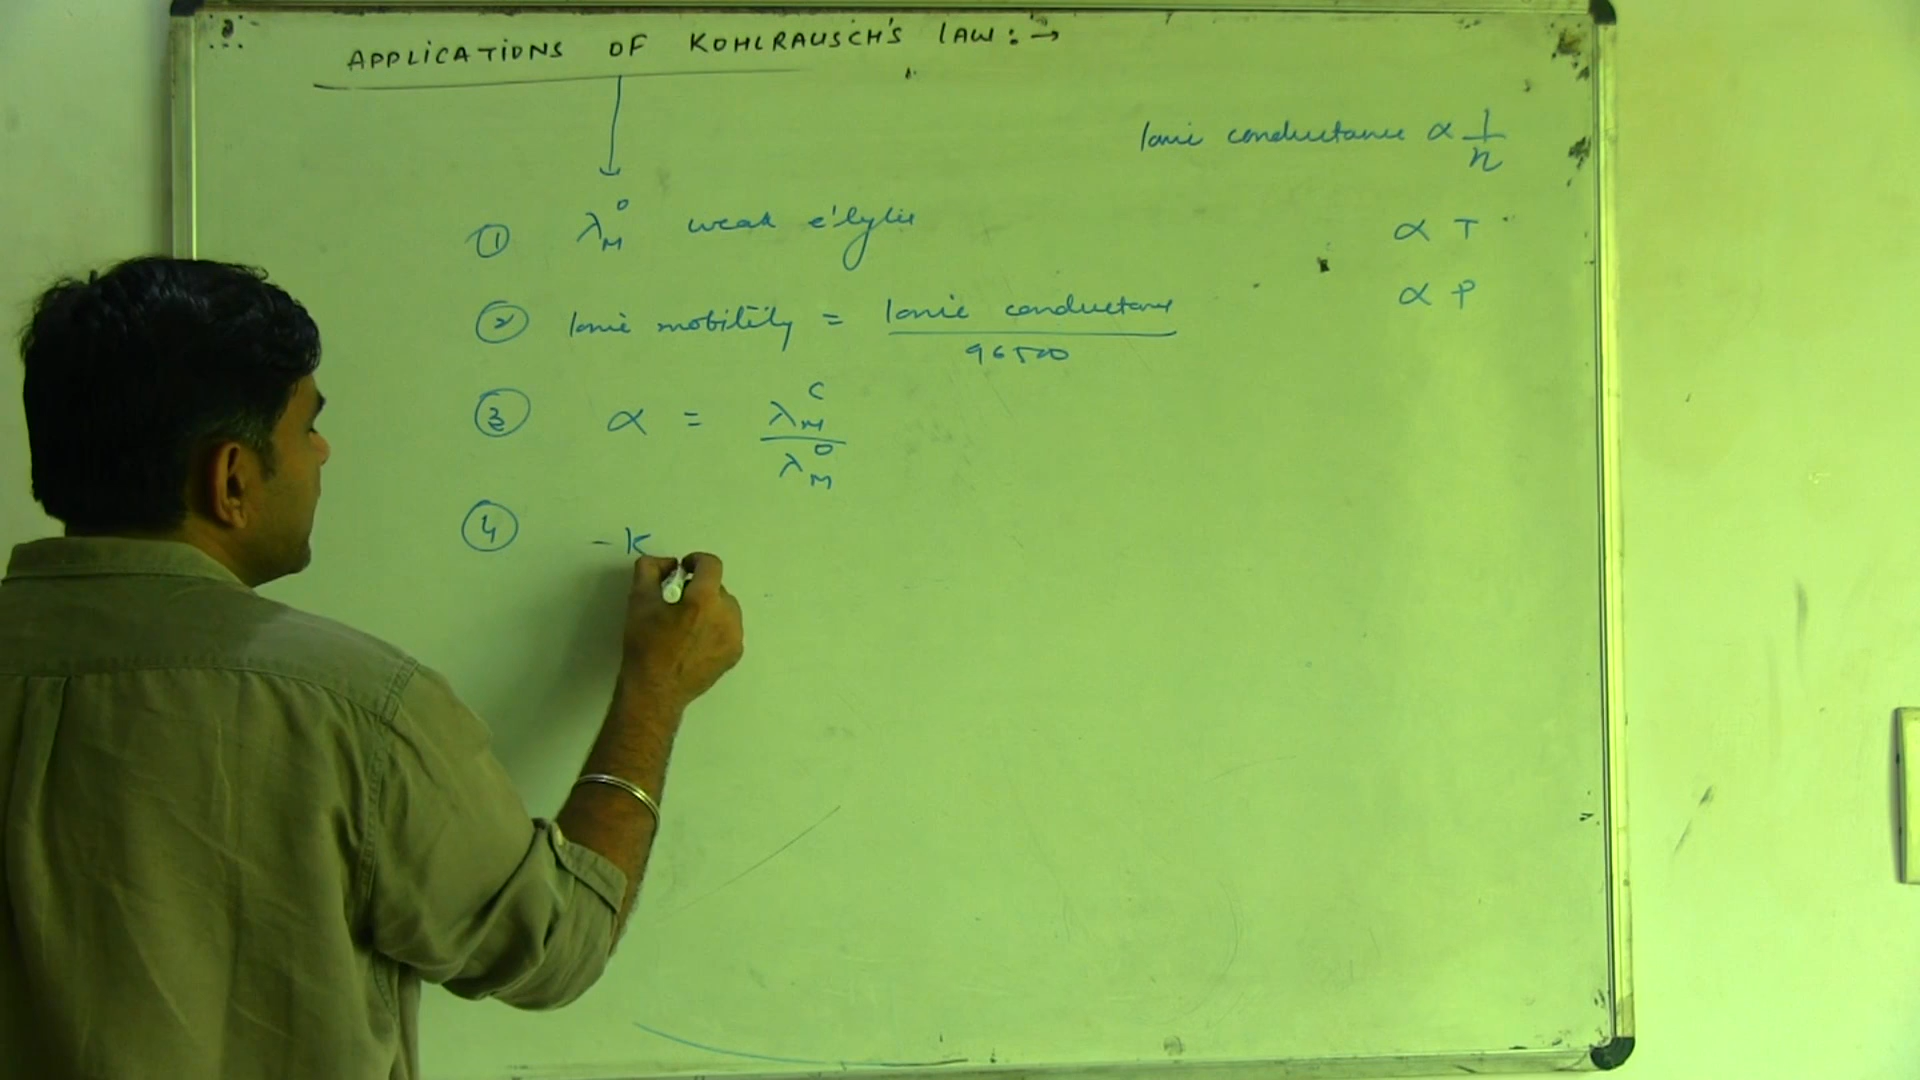 APPLICATIONS OF KOHLRAUSCH'S LAW : →
Ionic conductance ∝ 1/η
∝ T
∝ P
① λ°M weak e'lyte
② Ionic mobility = Ionic conductance / 96500
③ α = λᶜM / λ°M
④ - K